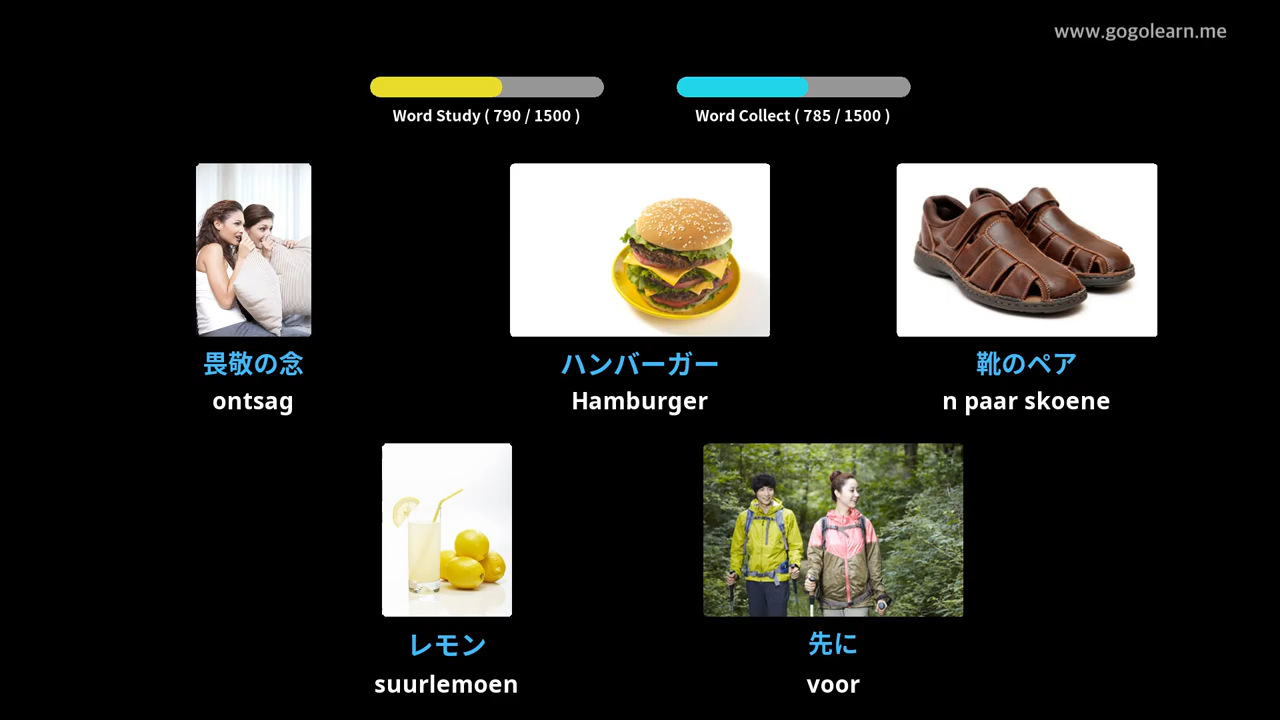 www.gogolearn.me
Word Study ( 790 / 1500 )
Word Collect ( 785 / 1500 )
畏敬の念
ontsag
ハンバーガー
Hamburger
靴のペア
n paar skoene
レモン
suurlemoen
先に
voor